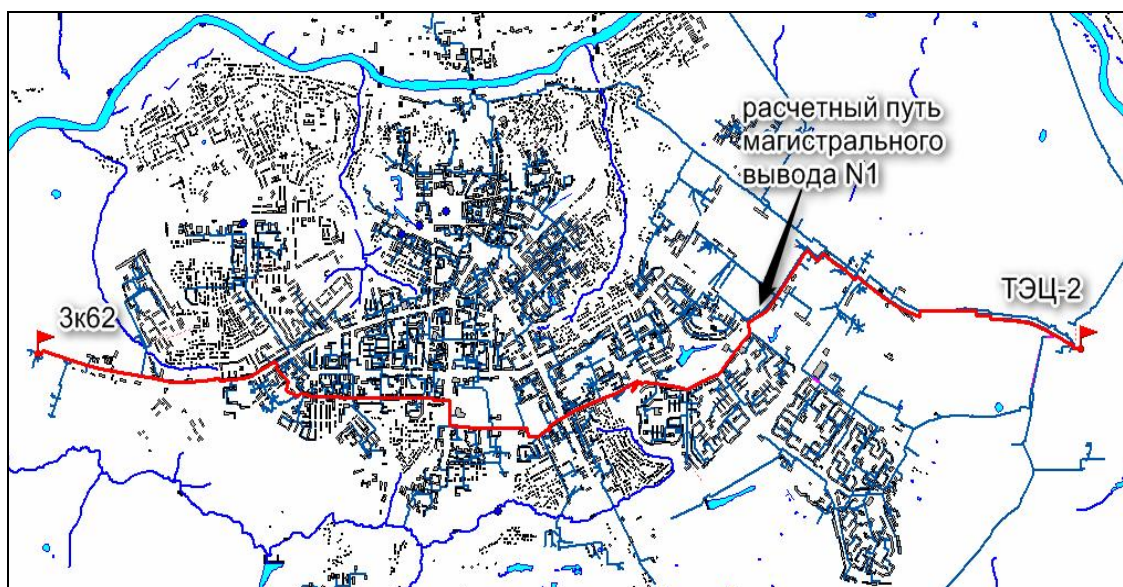 расчетный путь
магистрального
вывода N1
ТЭЦ-2
3к62